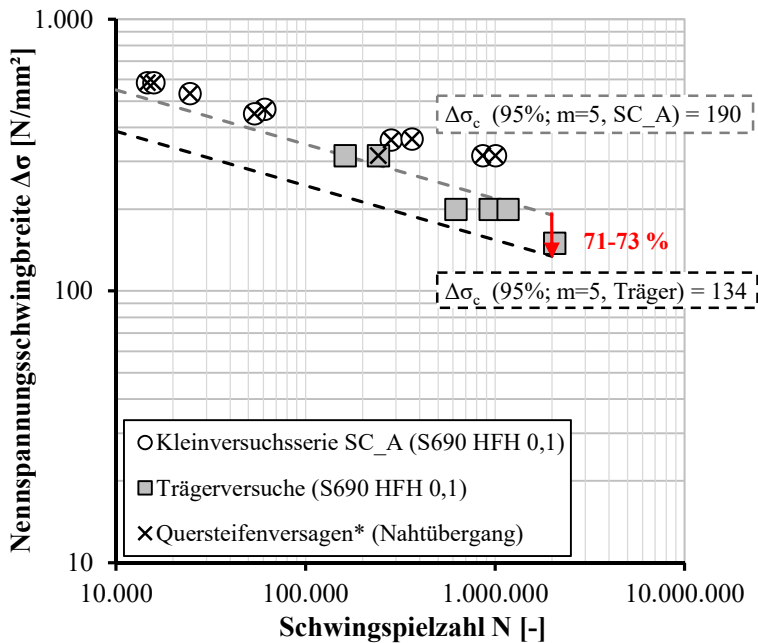 Nennspannungsschwingbreite Δσ [N/mm²]
1.000
100
10
Δσc (95%; m=5, SC_A) = 190
71-73 %
Δσc (95%; m=5, Träger) = 134
Kleinversuchsserie SC_A (S690 HFH 0,1)
Trägerversuche (S690 HFH 0,1)
Quersteifenversagen* (Nahtübergang)
10.000 100.000 1.000.000 10.000.000
Schwingspielzahl N [-]